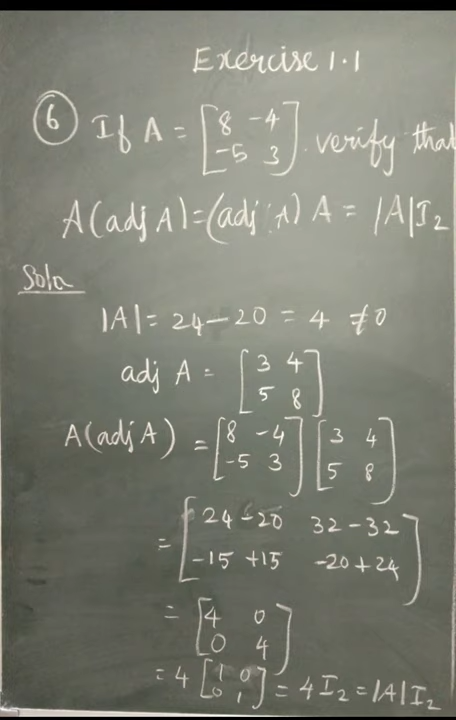 Exercise 1.1
⑥ If A = [8 -4
-5 3] . verify that
A(adj A) = (adj A) A = |A|I₂
Soln
|A| = 24 - 20 = 4 ≠ 0
adj A = [3 4
5 8]
A(adj A) = [8 -4 -5 3] [3 4 5 8]
= [24 - 20 32 - 32
-15 + 15 -20 + 24]
= [4 0
0 4]
= 4 [1 0 0 1] = 4 I₂ = |A| I₂